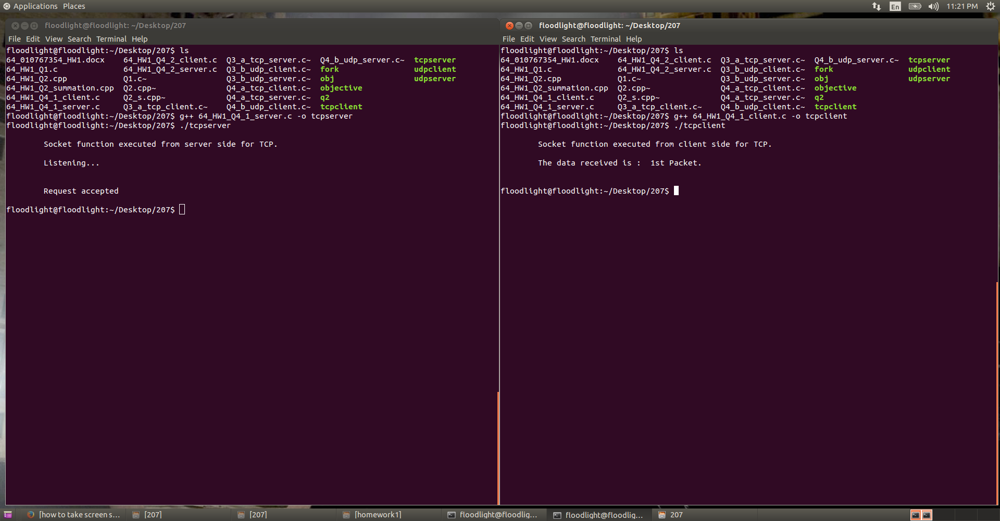 Applications Places En 11:21 PM
floodlight@floodlight: ~/Desktop/207
File Edit View Search Terminal Help
floodlight@floodlight:~/Desktop/207$ ls
64_010767354_HW1.docx 64_HW1_Q4_2_client.c Q3_a_tcp_server.c~ Q4_b_udp_server.c~ tcpserver
64_HW1_Q1.c 64_HW1_Q4_2_server.c Q3_b_udp_client.c~ fork udpclient
64_HW1_Q2.cpp Q1.c~ Q3_b_udp_server.c~ obj udpserver
64_HW1_Q2_summation.cpp Q2.cpp~ Q4_a_tcp_client.c~ objective
64_HW1_Q4_1_client.c Q2_s.cpp~ Q4_a_tcp_server.c~ q2
64_HW1_Q4_1_server.c Q3_a_tcp_client.c~ Q4_b_udp_client.c~ tcpclient
floodlight@floodlight:~/Desktop/207$ g++ 64_HW1_Q4_1_server.c -o tcpserver
floodlight@floodlight:~/Desktop/207$ ./tcpserver
Socket function executed from server side for TCP.
Listening...
Request accepted
floodlight@floodlight:~/Desktop/207$
floodlight@floodlight: ~/Desktop/207
File Edit View Search Terminal Help
floodlight@floodlight:~/Desktop/207$ ls
64_010767354_HW1.docx 64_HW1_Q4_2_client.c Q3_a_tcp_server.c~ Q4_b_udp_server.c~ tcpserver
64_HW1_Q1.c 64_HW1_Q4_2_server.c Q3_b_udp_client.c~ fork udpclient
64_HW1_Q2.cpp Q1.c~ Q3_b_udp_server.c~ obj udpserver
64_HW1_Q2_summation.cpp Q2.cpp~ Q4_a_tcp_client.c~ objective
64_HW1_Q4_1_client.c Q2_s.cpp~ Q4_a_tcp_server.c~ q2
64_HW1_Q4_1_server.c Q3_a_tcp_client.c~ Q4_b_udp_client.c~ tcpclient
floodlight@floodlight:~/Desktop/207$ g++ 64_HW1_Q4_1_client.c -o tcpclient
floodlight@floodlight:~/Desktop/207$ ./tcpclient
Socket function executed from client side for TCP.
The data received is : 1st Packet.
floodlight@floodlight:~/Desktop/207$
[how to take screen s... [207] [207] [homework1] floodlight@floodlig... floodlight@floodlig... 207